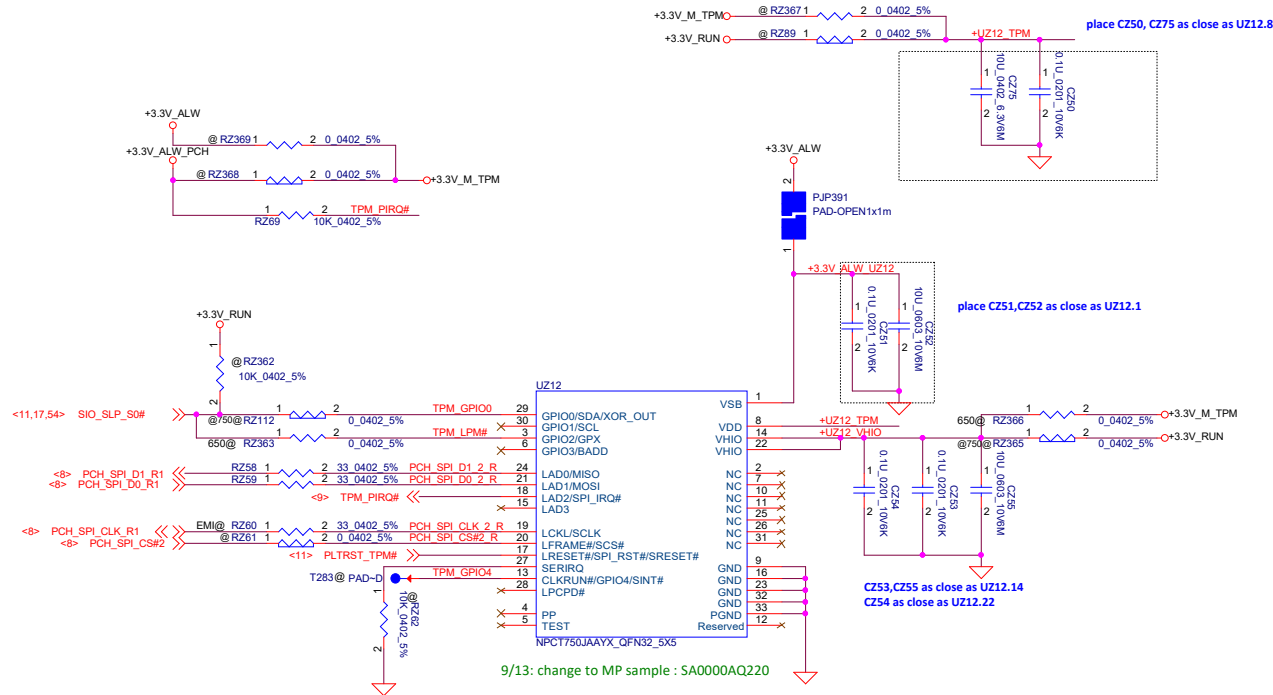 +3.3V_M_TPM
@ RZ367 1 2 0_0402_5%
+3.3V_RUN
@ RZ89 1 2 0_0402_5%
+UZ12_TPM
place CZ50, CZ75 as close as UZ12.8
1 2 CZ75 10U_0402_6.3V6M
1 2 CZ50 0.1U_0201_10V6K
+3.3V_ALW
@ RZ369 1 2 0_0402_5%
+3.3V_ALW_PCH
@ RZ368 1 2 0_0402_5%
+3.3V_M_TPM
1 2 TPM_PIRQ#
RZ69 10K_0402_5%
+3.3V_ALW
2
PJP391
PAD-OPEN1x1m
1
+3.3V_ALW_UZ12
1 2 CZ51 0.1U_0201_10V6K
1 2 CZ52 10U_0603_10V6M
place CZ51,CZ52 as close as UZ12.1
+3.3V_RUN
1
@ RZ362
10K_0402_5%
2
<11,17,54> SIO_SLP_S0#
@750@ RZ112 1 2 0_0402_5% TPM_GPIO0
650@ RZ363 1 2 0_0402_5% TPM_LPM#
<8> PCH_SPI_D1_R1 RZ58 1 2 33_0402_5% PCH_SPI_D1_2_R
<8> PCH_SPI_D0_R1 RZ59 1 2 33_0402_5% PCH_SPI_D0_2_R
<9> TPM_PIRQ#
<8> PCH_SPI_CLK_R1 EMI@ RZ60 1 2 33_0402_5% PCH_SPI_CLK_2_R
<8> PCH_SPI_CS#2 @ RZ61 1 2 0_0402_5% PCH_SPI_CS#2_R
<11> PLTRST_TPM#
T283@ PAD~D TPM_GPIO4
1 2 @ RZ62 10K_0402_5%
UZ12
29 GPIO0/SDA/XOR_OUT
30 GPIO1/SCL
3 GPIO2/GPX
6 GPIO3/BADD
24 LAD0/MISO
21 LAD1/MOSI
18 LAD2/SPI_IRQ#
15 LAD3
19 LCKL/SCLK
20 LFRAME#/SCS#
17 LRESET#/SPI_RST#/SRESET#
27 SERIRQ
13 CLKRUN#/GPIO4/SINT#
28 LPCPD#
4 PP
5 TEST
VSB 1
VDD 8 +UZ12_TPM
VHIO 14 +UZ12_VHIO
VHIO 22
NC 2
NC 7
NC 10
NC 11
NC 25
NC 26
NC 31
GND 9
GND 16
GND 23
GND 32
PGND 33
Reserved 12
NPCT750JAAYX_QFN32_5X5
9/13: change to MP sample : SA0000AQ220
650@ RZ366 1 2 0_0402_5% +3.3V_M_TPM
@750@ RZ365 1 2 0_0402_5% +3.3V_RUN
1 2 CZ54 0.1U_0201_10V6K
1 2 CZ53 0.1U_0201_10V6K
1 2 CZ55 10U_0603_10V6M
CZ53,CZ55 as close as UZ12.14
CZ54 as close as UZ12.22